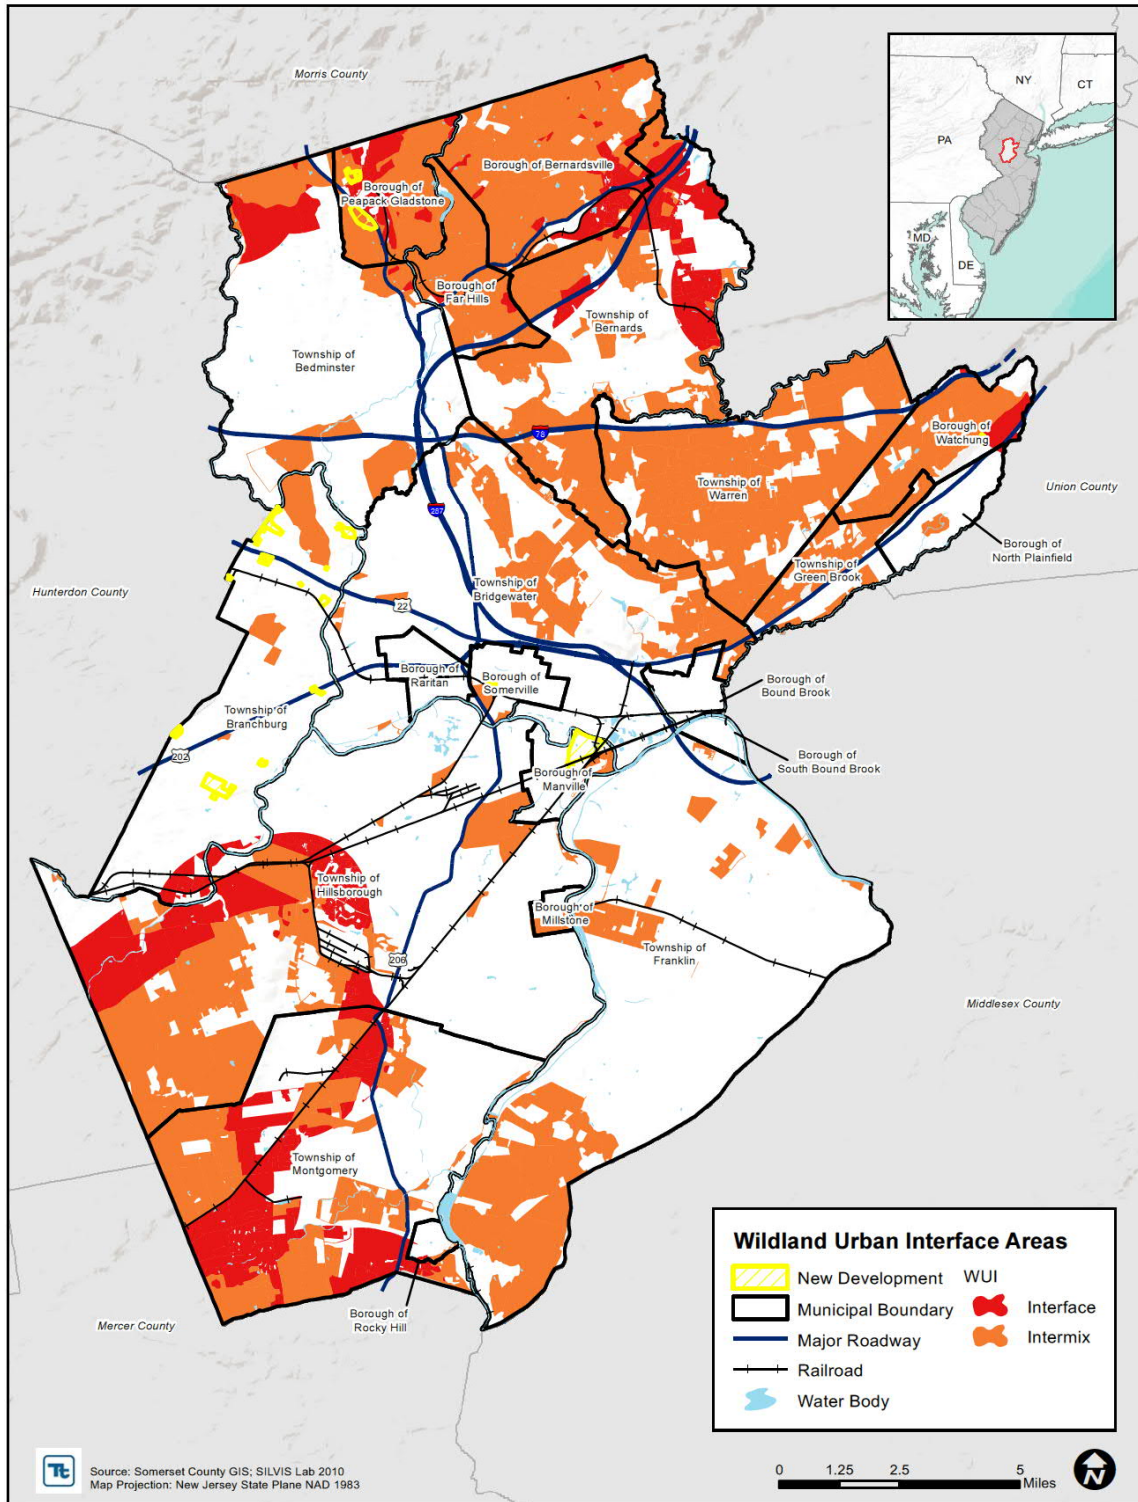 Morris County
NY
CT
PA
MD
DE
Borough of Bernardsville
Borough of
Peapack Gladstone
Borough of
Far Hills
Township of
Bernards
Township of
Bedminster
78
Borough of
Watchung
Township of
Warren
Union County
287
Borough of
North Plainfield
Township of
Green Brook
Hunterdon County
Township of
Bridgewater
22
Borough of
Raritan
Borough of
Somerville
Borough of
Bound Brook
Township of
Branchburg
202
Borough of
South Bound Brook
Borough of
Manville
Township of
Hillsborough
Borough of
Millstone
Township of
Franklin
206
Middlesex County
Township of
Montgomery
Borough of
Rocky Hill
Mercer County
Wildland Urban Interface Areas
New Development
WUI
Municipal Boundary
Interface
Major Roadway
Intermix
Railroad
Water Body
Tt
Source: Somerset County GIS; SILVIS Lab 2010
Map Projection: New Jersey State Plane NAD 1983
0 1.25 2.5 5
Miles
N